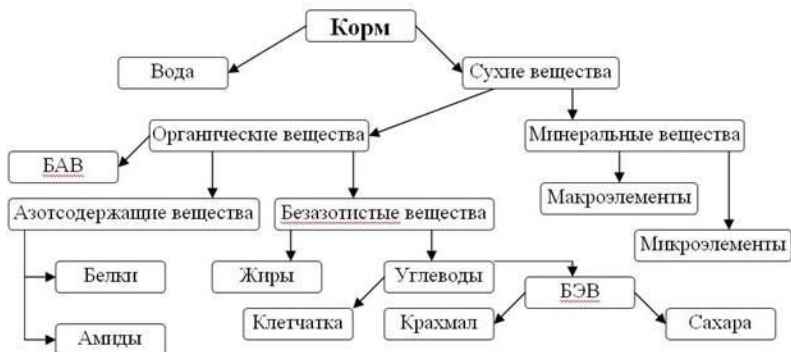 Корм
Вода
Сухие вещества
Органические вещества
Минеральные вещества
БАВ
Макроэлементы
Азотсодержащие вещества
Безазотистые вещества
Микроэлементы
Белки
Жиры
Углеводы
БЭВ
Клетчатка
Крахмал
Сахара
Амиды